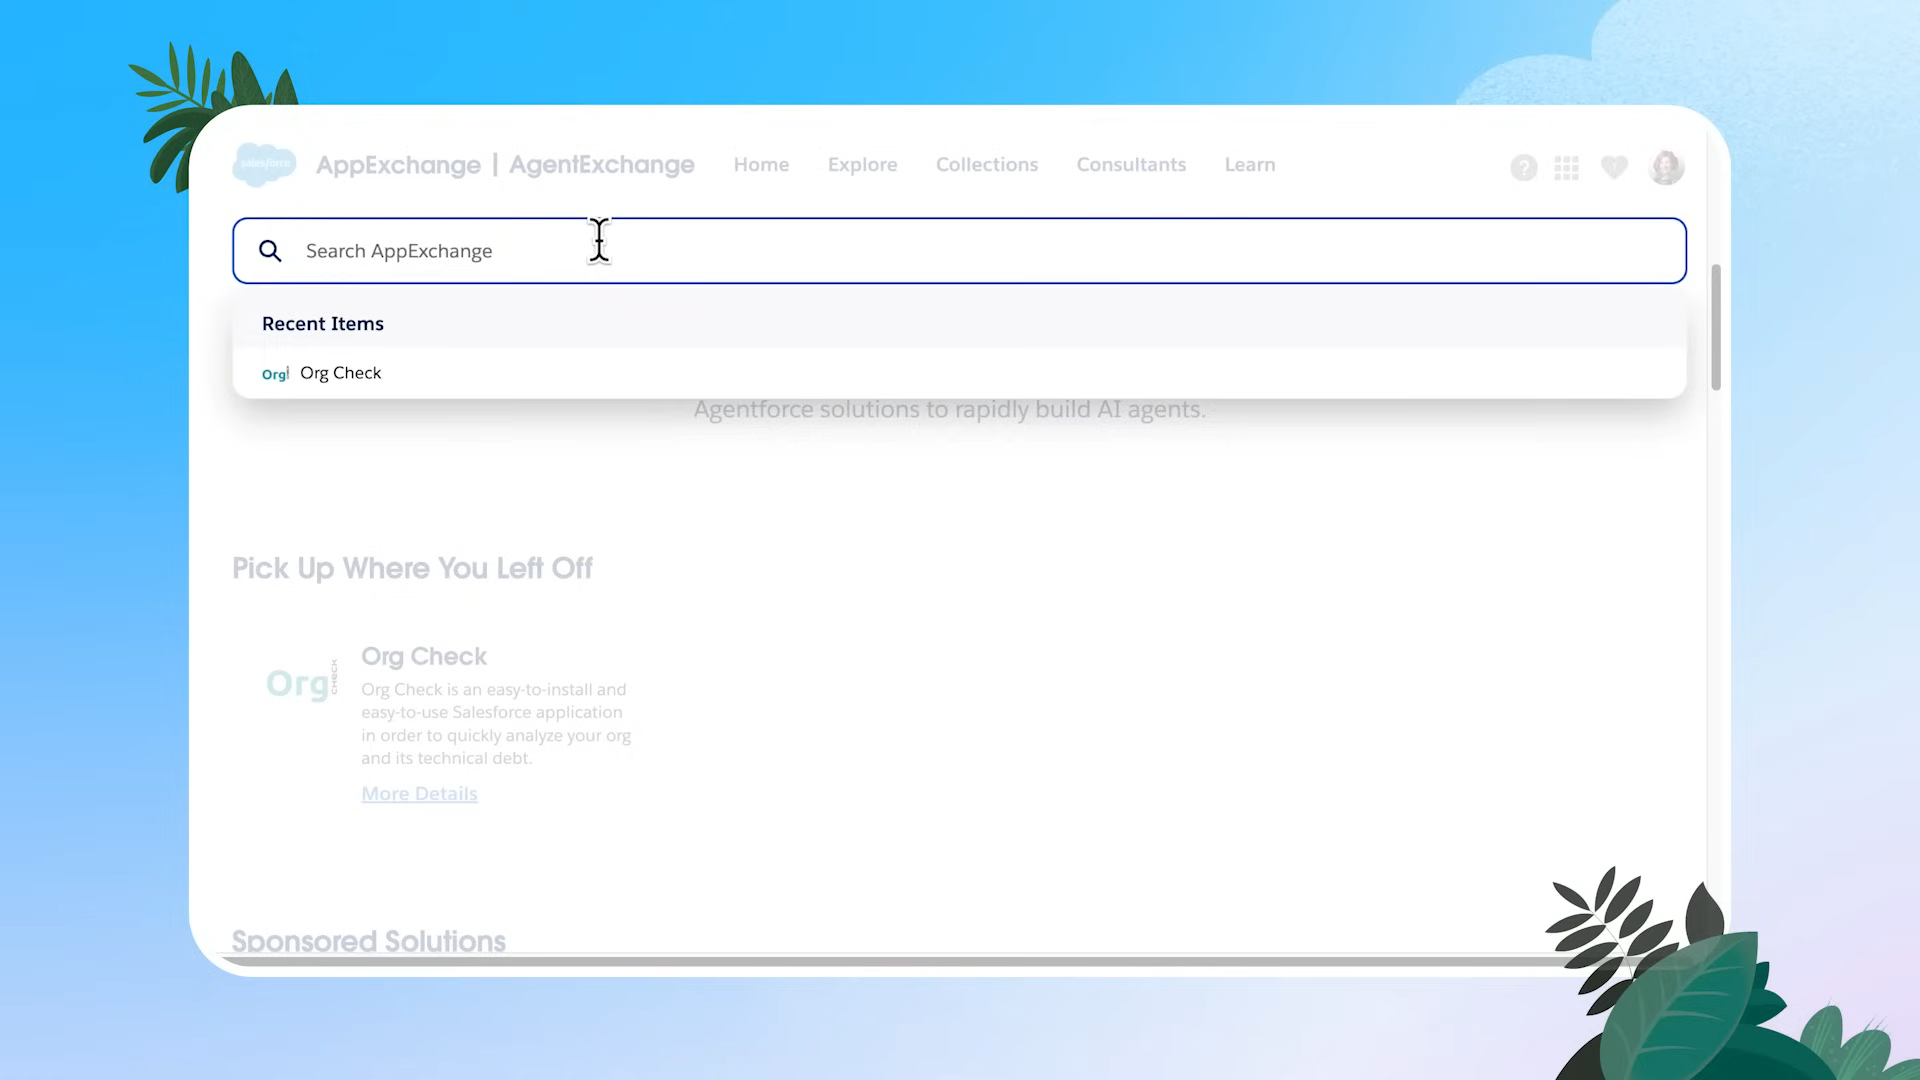 salesforce
AppExchange | AgentExchange
Home
Explore
Collections
Consultants
Learn
Search AppExchange
Recent Items
Org!
Org Check
Agentforce solutions to rapidly build AI agents.
Pick Up Where You Left Off
Org CHECK
Org Check
Org Check is an easy-to-install and
easy-to-use Salesforce application
in order to quickly analyze your org
and its technical debt.
More Details
Sponsored Solutions